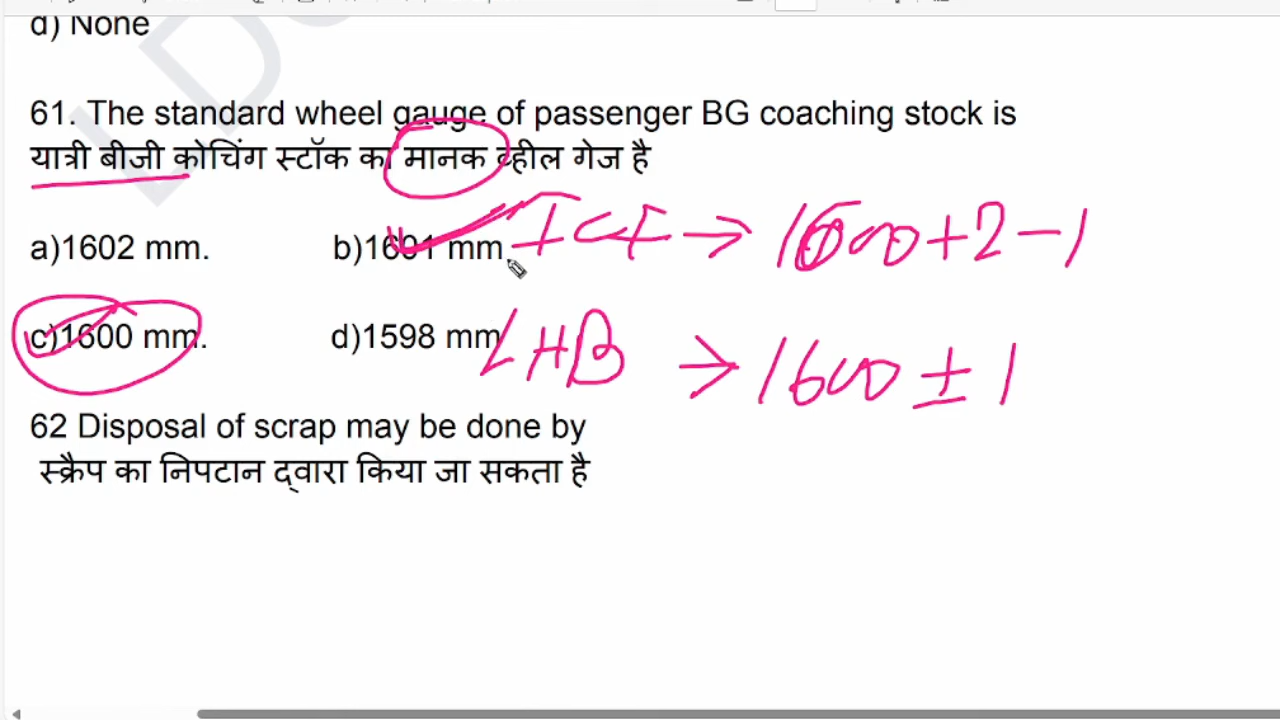 d) None
61. The standard wheel gauge of passenger BG coaching stock is
यात्री बीजी कोचिंग स्टॉक का मानक व्हील गेज है
a)1602 mm. b)1601 mm. ICF → 1600+2-1
c)1600 mm. d)1598 mm LHB → 1600 ± 1
62 Disposal of scrap may be done by
स्क्रैप का निपटान द्वारा किया जा सकता है